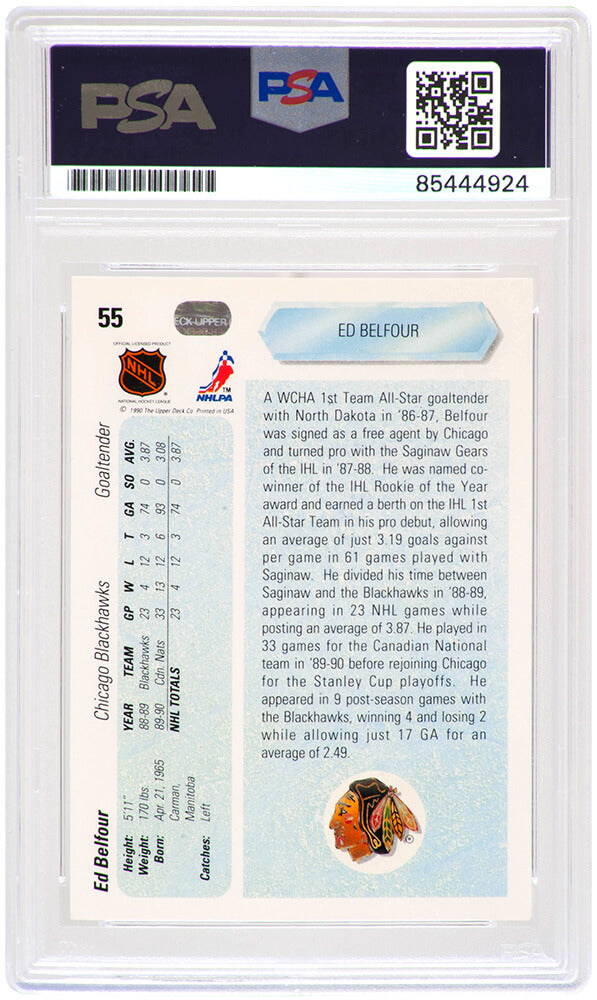 PSA
PSA
85444924
55
ECK-UPPER
ED BELFOUR
OFFICIAL LICENSED PRODUCT
NHL
NATIONAL HOCKEY LEAGUE
®
TM
NHLPA
© 1990 The Upper Deck Co. Printed in USA
A WCHA 1st Team All-Star goaltender
with North Dakota in '86-87, Belfour
was signed as a free agent by Chicago
and turned pro with the Saginaw Gears
of the IHL in '87-88. He was named co-
winner of the IHL Rookie of the Year
award and earned a berth on the IHL 1st
All-Star Team in his pro debut, allowing
an average of just 3.19 goals against
per game in 61 games played with
Saginaw. He divided his time between
Saginaw and the Blackhawks in '88-89,
appearing in 23 NHL games while
posting an average of 3.87. He played in
33 games for the Canadian National
team in '89-90 before rejoining Chicago
for the Stanley Cup playoffs. He
appeared in 9 post-season games with
the Blackhawks, winning 4 and losing 2
while allowing just 17 GA for an
average of 2.49.
®
Ed Belfour Chicago Blackhawks Goaltender
Height: 5'11"
Weight: 170 lbs.
Born: Apr. 21, 1965
Carman,
Manitoba
Catches: Left
YEAR TEAM GP W L T GA SO AVG.
88-89 Blackhawks 23 4 12 3 74 0 3.87
89-90 Cdn. Nats 33 13 12 6 93 0 3.08
NHL TOTALS 23 4 12 3 74 0 3.87